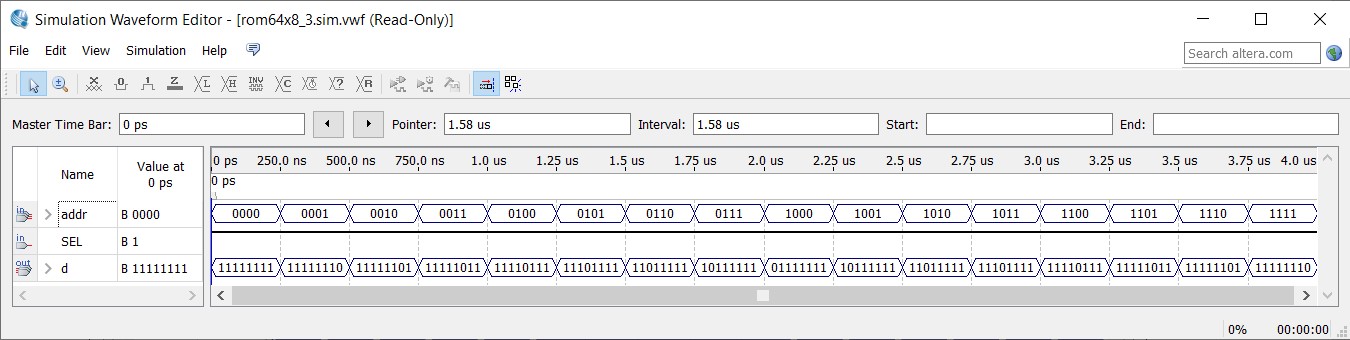 Simulation Waveform Editor - [rom64x8_3.sim.vwf (Read-Only)]
File Edit View Simulation Help
Search altera.com
Master Time Bar: 0 ps Pointer: 1.58 us Interval: 1.58 us Start: End:
Name Value at 0 ps
0 ps 250.0 ns 500.0 ns 750.0 ns 1.0 us 1.25 us 1.5 us 1.75 us 2.0 us 2.25 us 2.5 us 2.75 us 3.0 us 3.25 us 3.5 us 3.75 us 4.0 us
0 ps
addr B 0000 0000 0001 0010 0011 0100 0101 0110 0111 1000 1001 1010 1011 1100 1101 1110 1111
SEL B 1
d B 11111111 11111111 11111110 11111101 11111011 11110111 11101111 11011111 10111111 01111111 10111111 11011111 11101111 11110111 11111011 11111101 11111110
0% 00:00:00